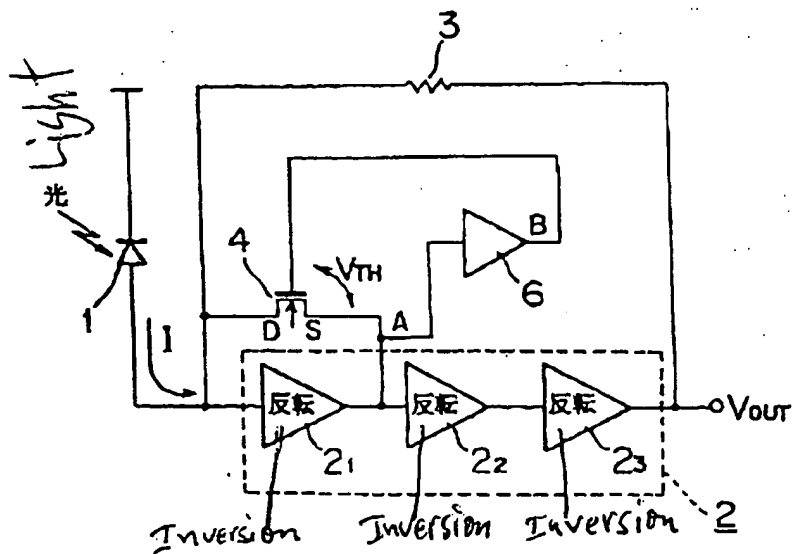 3
Light
光
1
I
4
VTH
D
S
A
B
6
反転
反転
反転
21
22
23
VOUT
2
Inversion
Inversion
Inversion